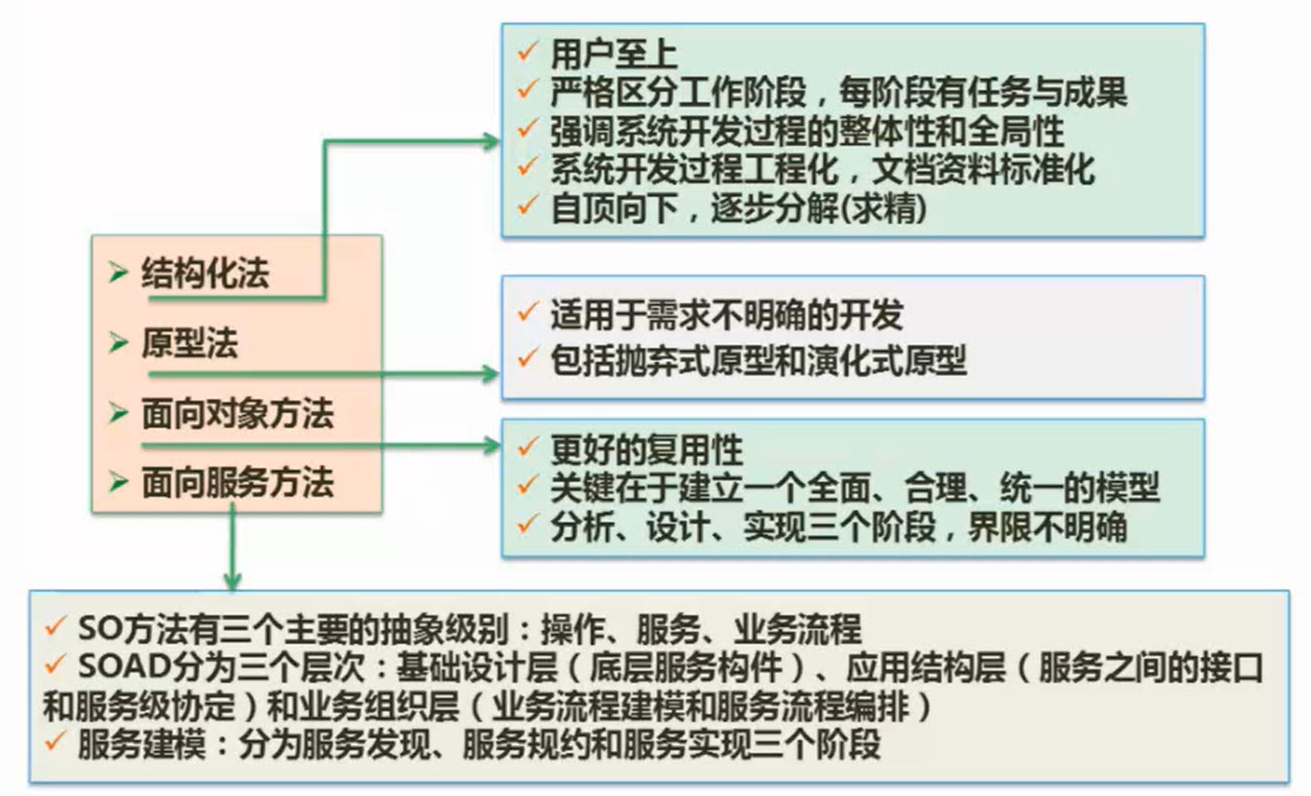 用户至上
严格区分工作阶段，每阶段有任务与成果
强调系统开发过程的整体性和全局性
系统开发过程工程化，文档资料标准化
自顶向下，逐步分解(求精)
结构化法
原型法
面向对象方法
面向服务方法
适用于需求不明确的开发
包括抛弃式原型和演化式原型
更好的复用性
关键在于建立一个全面、合理、统一的模型
分析、设计、实现三个阶段，界限不明确
SO方法有三个主要的抽象级别：操作、服务、业务流程
SOAD分为三个层次：基础设计层（底层服务构件）、应用结构层（服务之间的接口
和服务级协定）和业务组织层（业务流程建模和服务流程编排）
服务建模：分为服务发现、服务规约和服务实现三个阶段